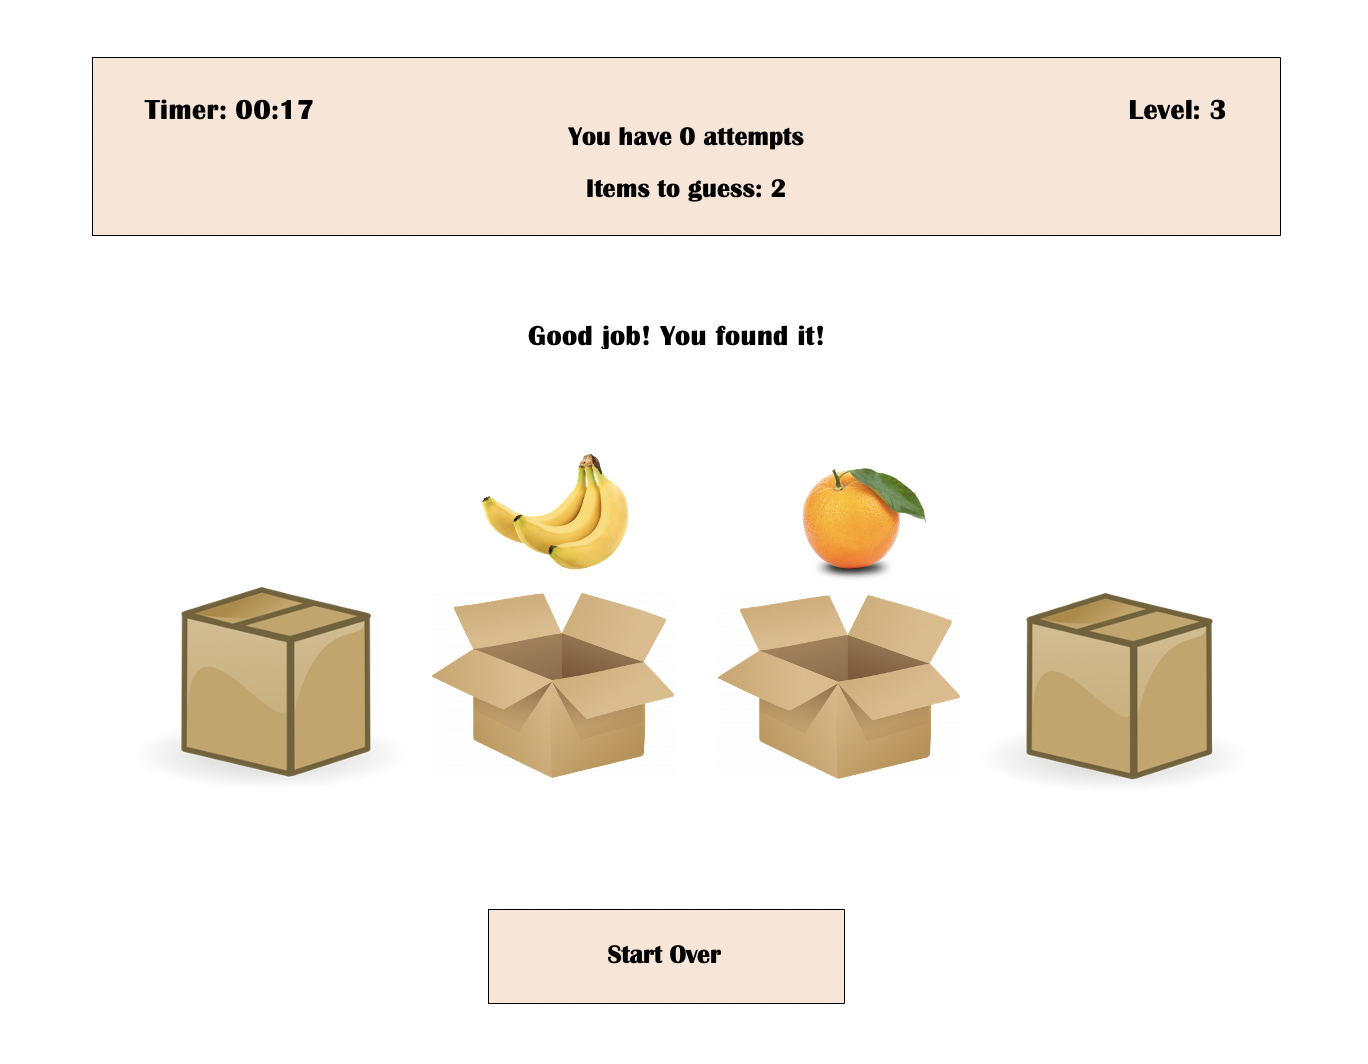 Timer: 00:17
Level: 3
You have 0 attempts
Items to guess: 2
Good job! You found it!
Start Over